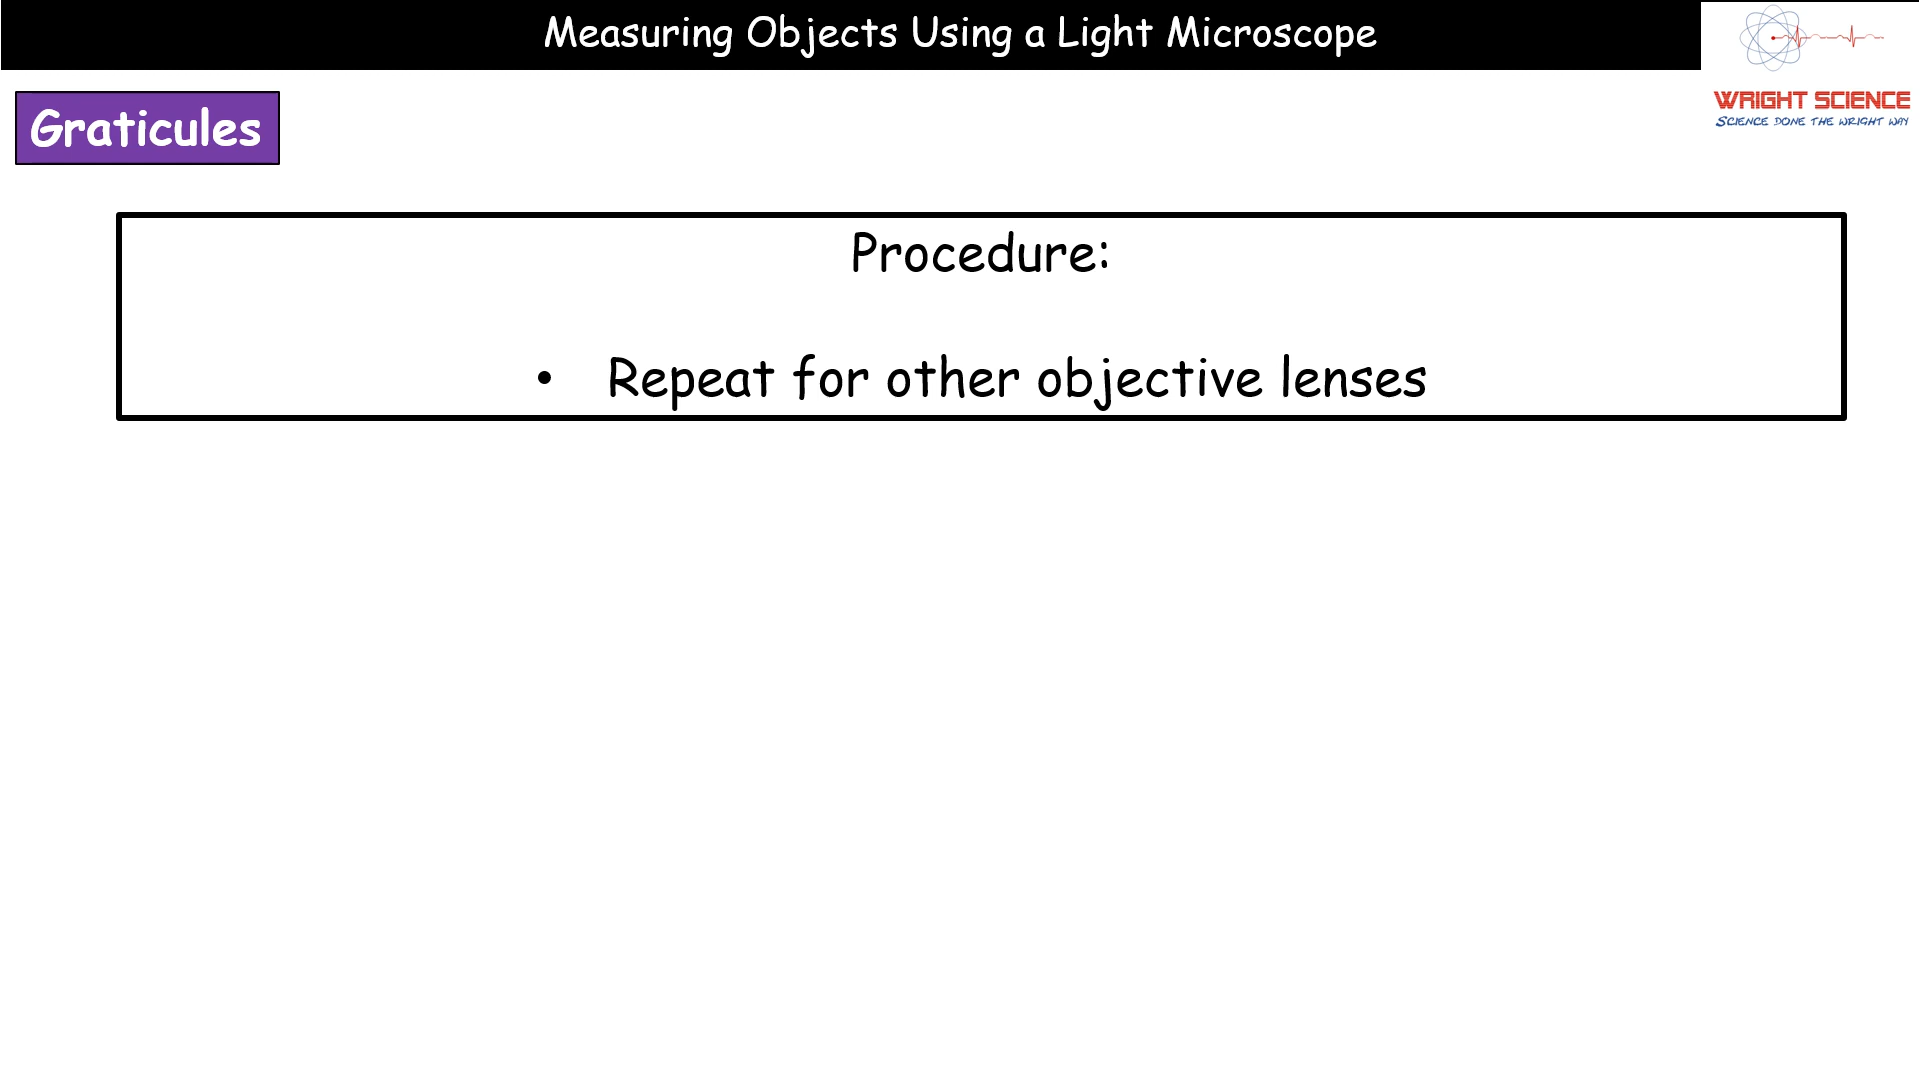 Measuring Objects Using a Light Microscope
WRIGHT SCIENCE
SCIENCE DONE THE WRIGHT WAY
Graticules
Procedure:
• Repeat for other objective lenses